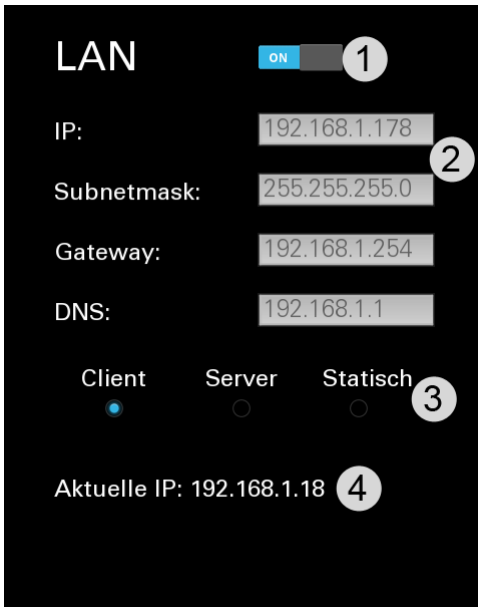 LAN ON 1
IP: 192.168.1.178
2
Subnetmask: 255.255.255.0
Gateway: 192.168.1.254
DNS: 192.168.1.1
Client Server Statisch
3
Aktuelle IP: 192.168.1.18 4